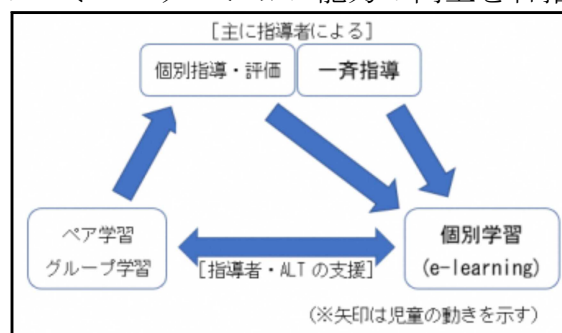 [主に指導者による]
個別指導・評価
一斉指導
ペア学習
グループ学習
[指導者・ALT の支援]
個別学習
(e-learning)
(※矢印は児童の動きを示す)